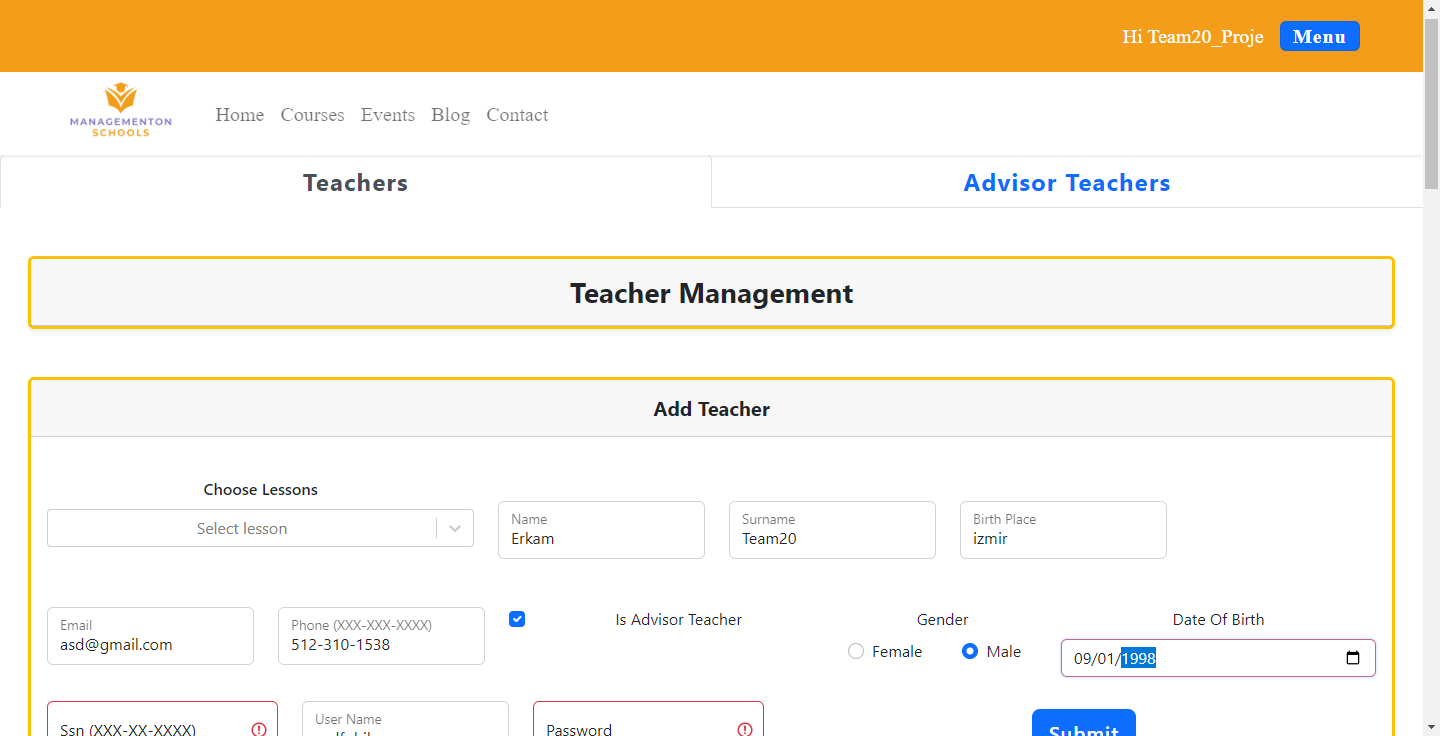 Hi Team20_Proje Menu
MANAGEMENTON
SCHOOLS
Home Courses Events Blog Contact
Teachers Advisor Teachers
Teacher Management
Add Teacher
Choose Lessons
Select lesson
Name
Erkam
Surname
Team20
Birth Place
izmir
Email
asd@gmail.com
Phone (XXX-XXX-XXXX)
512-310-1538
Is Advisor Teacher
Gender
Female Male
Date Of Birth
09/01/1998
Ssn (XXX-XX-XXXX)
User Name
Password
Submit